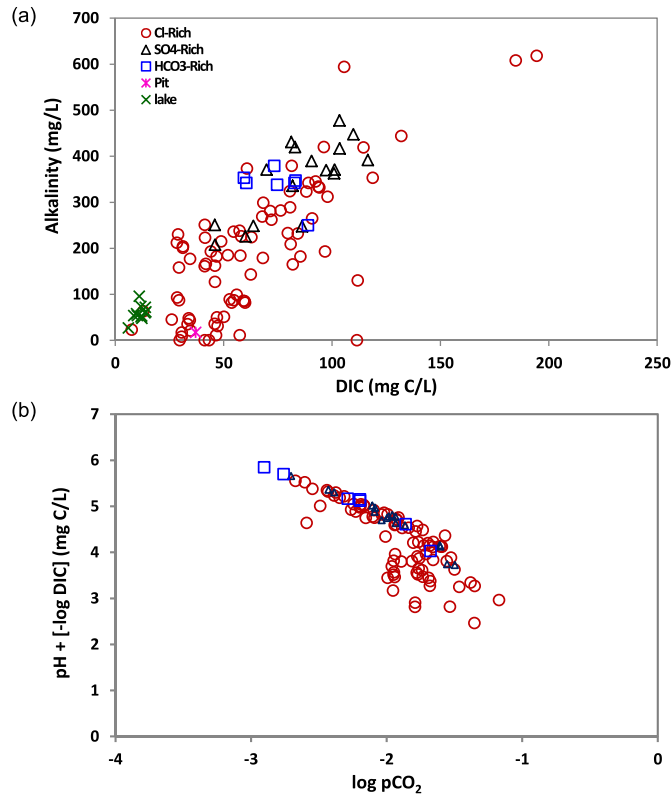 (a)
700
600
500
400
300
200
100
0
Alkalinity (mg/L)
Cl-Rich
SO4-Rich
HCO3-Rich
Pit
lake
0 50 100 150 200 250
DIC (mg C/L)
(b)
7
6
5
4
3
2
1
0
pH + [-log DIC] (mg C/L)
-4 -3 -2 -1 0
log pCO₂